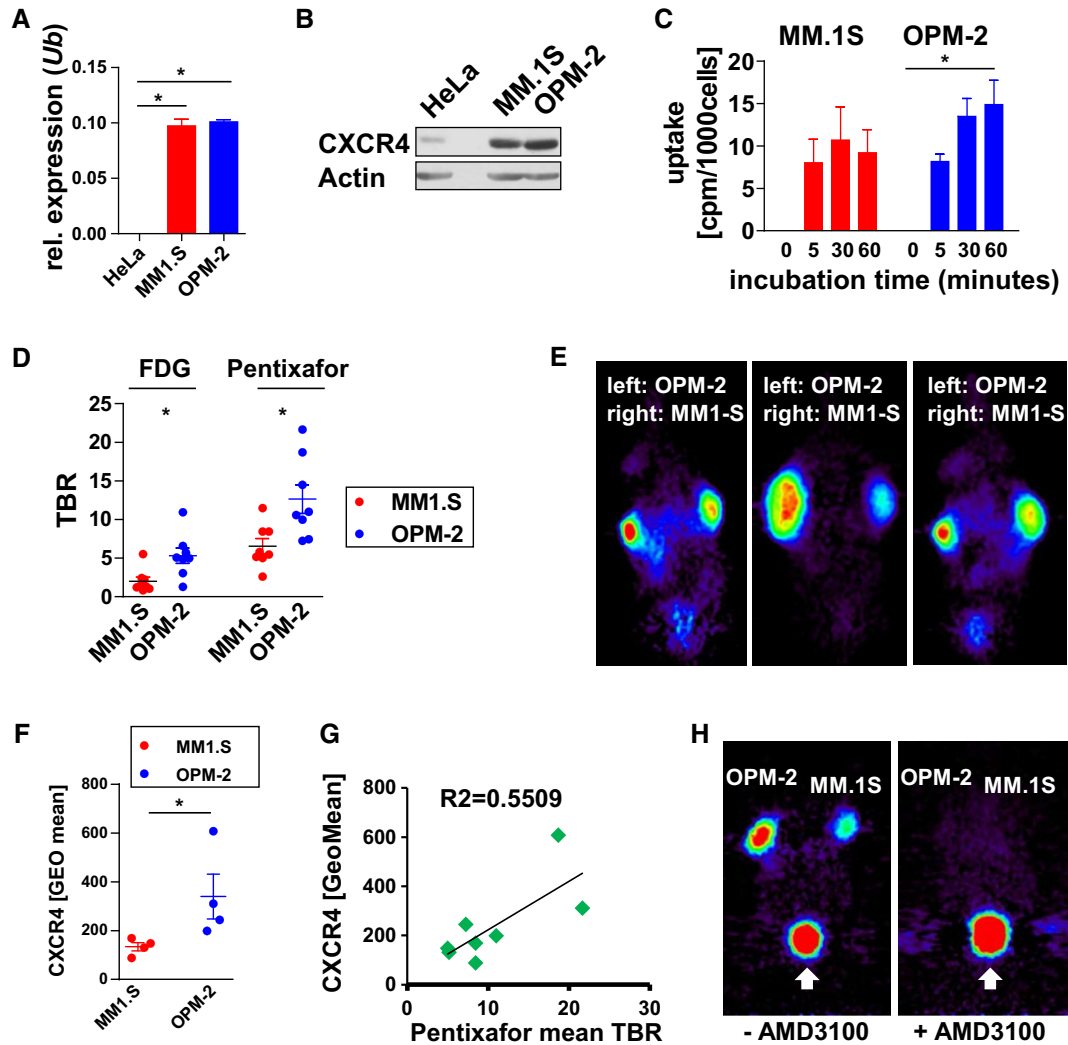 A
rel. expression (Ub)
0.15
0.10
0.05
0.00
*
*
HeLa
MM1.S
OPM-2
B
HeLa
MM.1S
OPM-2
CXCR4
Actin
C
MM.1S
OPM-2
*
uptake
[cpm/1000cells]
20
15
10
5
0
0 5 30 60
0 5 30 60
incubation time (minutes)
D
FDG
Pentixafor
*
*
TBR
25
20
15
10
5
0
MM1.S
OPM-2
MM1.S
OPM-2
MM1.S
OPM-2
E
left: OPM-2
right: MM1-S
left: OPM-2
right: MM1-S
left: OPM-2
right: MM1-S
F
MM1.S
OPM-2
*
CXCR4 [GEO mean]
800
600
400
200
0
MM1.S
OPM-2
G
R2=0.5509
CXCR4 [GeoMean]
800
600
400
200
0
0 10 20 30
Pentixafor mean TBR
H
OPM-2 MM.1S
OPM-2 MM.1S
- AMD3100
+ AMD3100